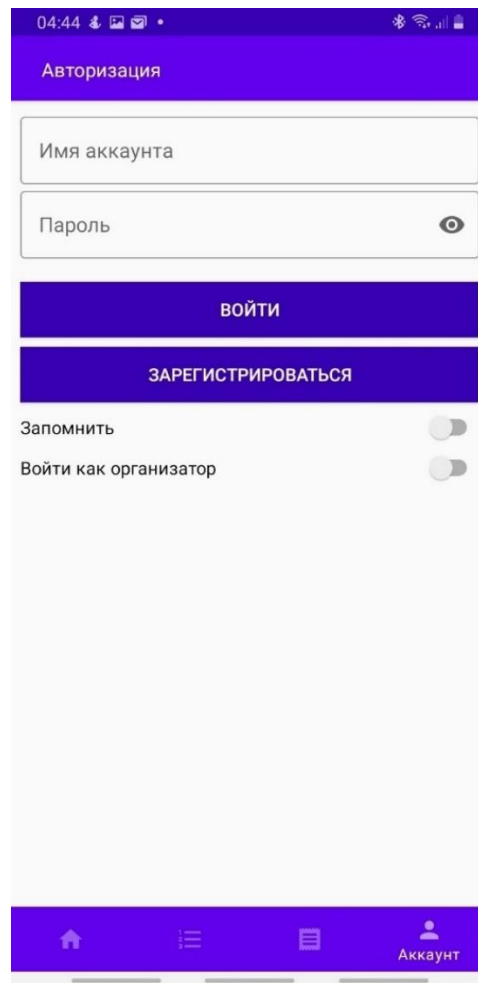 04:44
Авторизация
Имя аккаунта
Пароль
ВОЙТИ
ЗАРЕГИСТРИРОВАТЬСЯ
Запомнить
Войти как организатор
Аккаунт